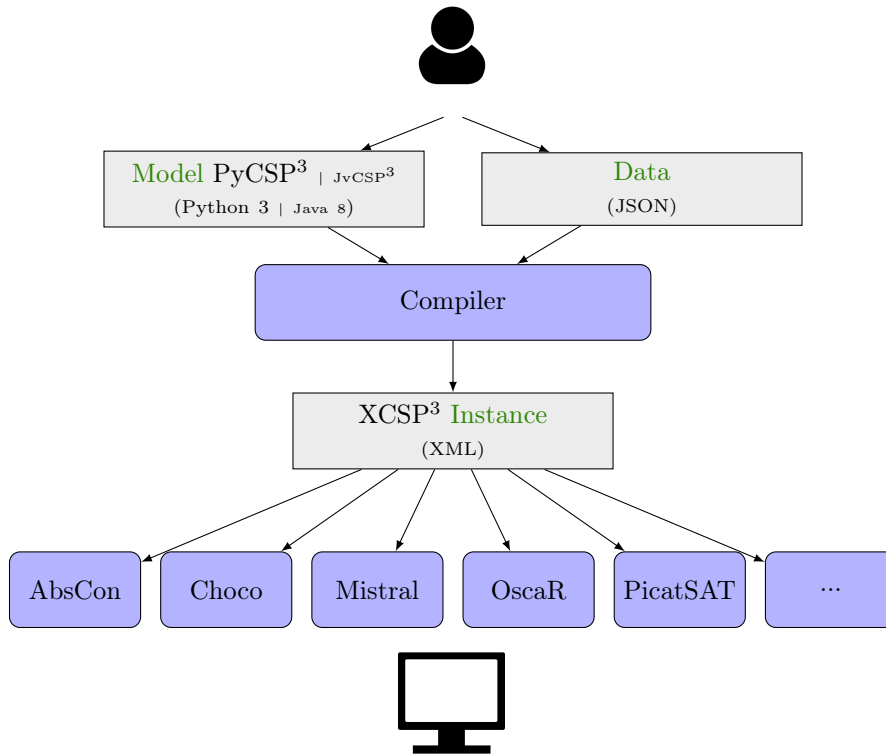 Model PyCSP³ | JvCSP³
(Python 3 | Java 8)
Data
(JSON)
Compiler
XCSP³ Instance
(XML)
AbsCon
Choco
Mistral
OscaR
PicatSAT
...